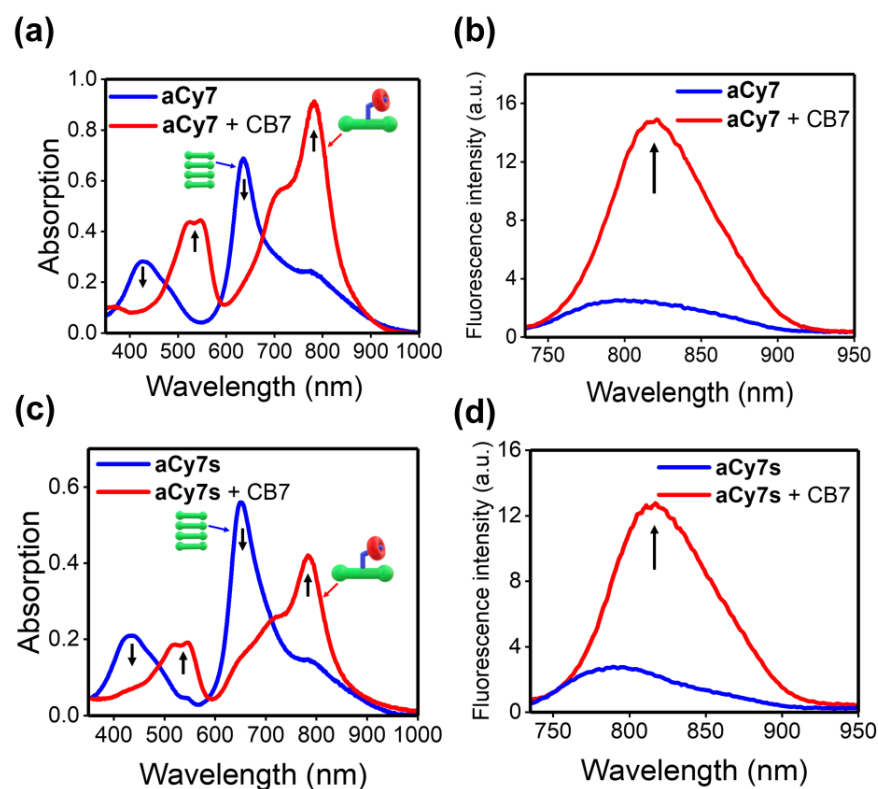 (a)
aCy7
aCy7 + CB7
Absorption
1.0
0.8
0.6
0.4
0.2
0.0
400 500 600 700 800 900 1000
Wavelength (nm)
(b)
aCy7
aCy7 + CB7
Fluorescence intensity (a.u.)
16
12
8
4
0
750 800 850 900 950
Wavelength (nm)
(c)
aCy7s
aCy7s + CB7
Absorption
0.6
0.4
0.2
0.0
400 500 600 700 800 900 1000
Wavelength (nm)
(d)
aCy7s
aCy7s + CB7
Fluorescence intensity (a.u.)
16
12
8
4
0
750 800 850 900 950
Wavelength (nm)